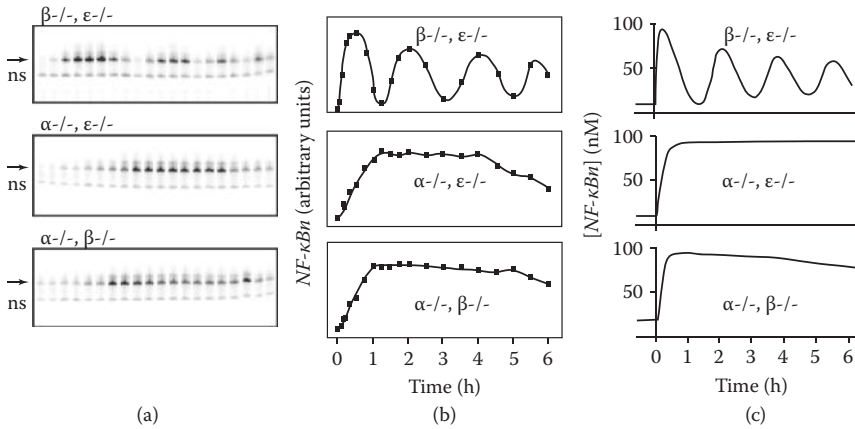 β-/-, ε-/-
ns
α-/-, ε-/-
ns
α-/-, β-/-
ns
(a)
NF-κBn (arbitrary units)
β-/-, ε-/-
α-/-, ε-/-
α-/-, β-/-
0 1 2 3 4 5 6
Time (h)
(b)
[NF-κBn] (nM)
100
50
β-/-, ε-/-
100
50
α-/-, ε-/-
100
50
α-/-, β-/-
0 1 2 3 4 5 6
Time (h)
(c)